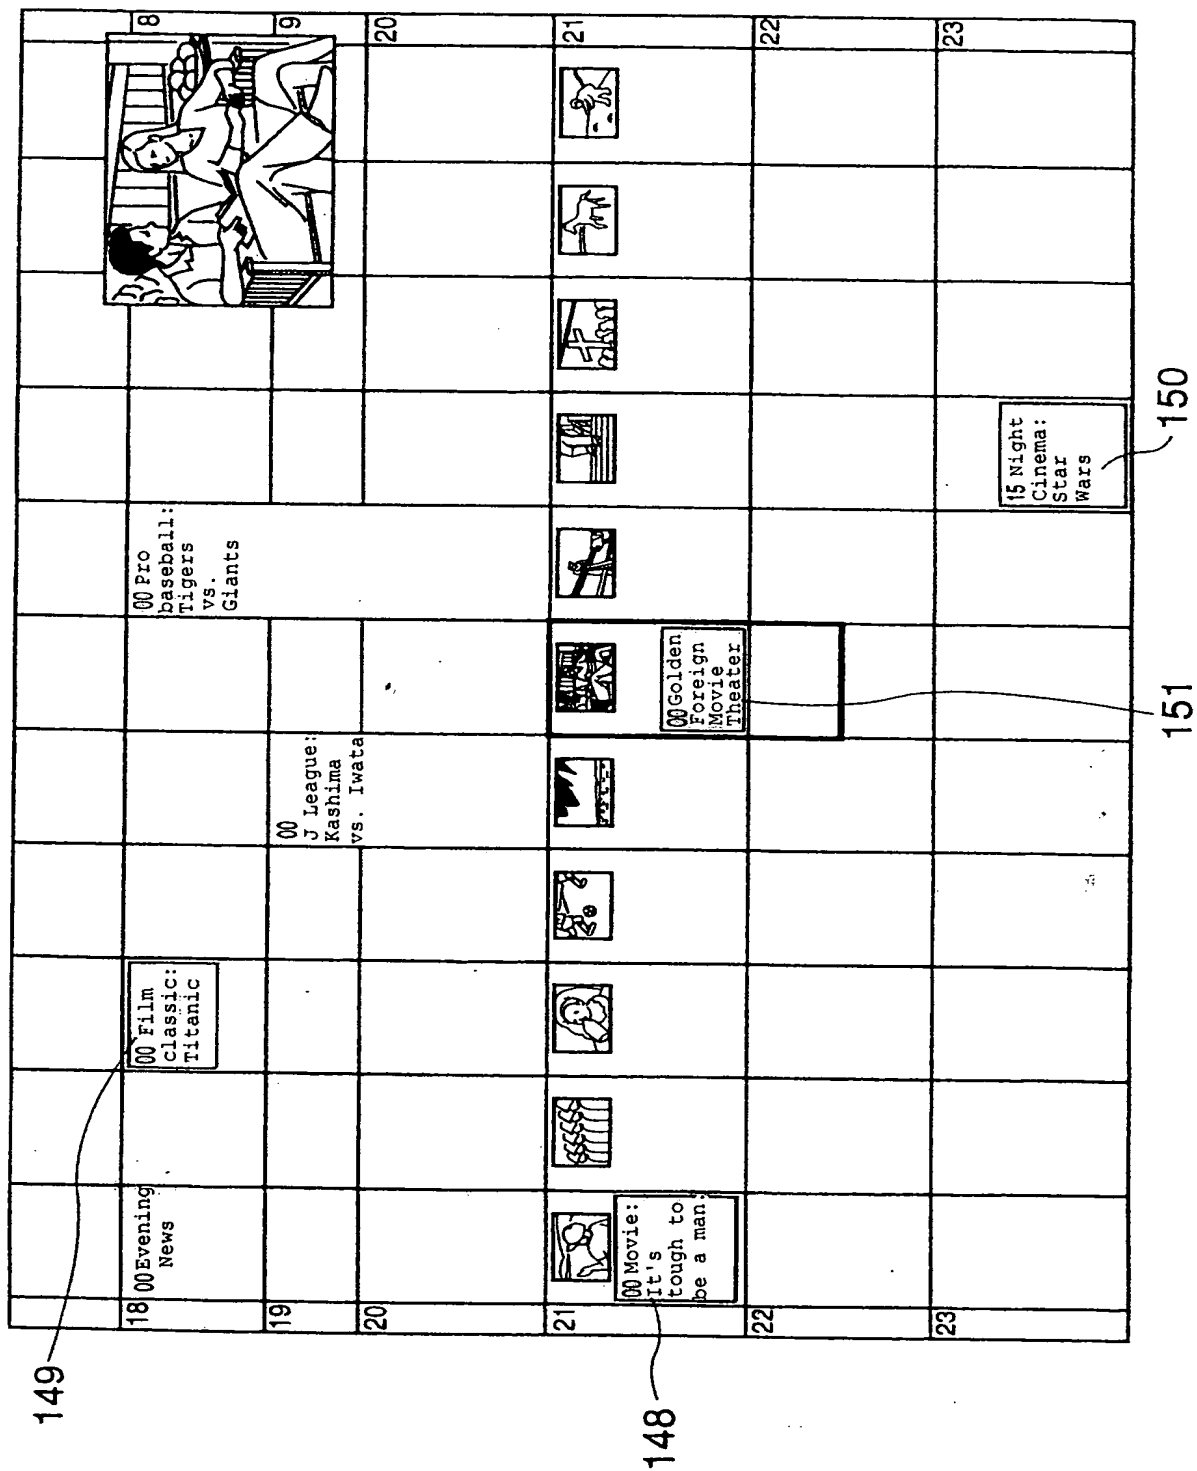 149
18
00 Evening
News
00 Film
classic:
Titanic
00 Pro
baseball:
Tigers
vs.
Giants
8
19
00
J League:
Kashima
vs. Iwata
9
20
20
21
21
00 Movie:
It's
tough to
be a man.
00 Golden
Foreign
Movie
Theater
148
22
22
23
23
15 Night
Cinema:
Star
Wars
151
150